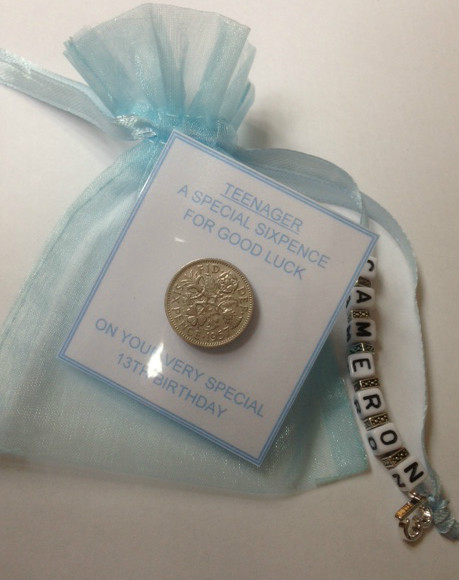 TEENAGER
A SPECIAL SIXPENCE
FOR GOOD LUCK
ON YOUR VERY SPECIAL
13TH BIRTHDAY
CAMERON